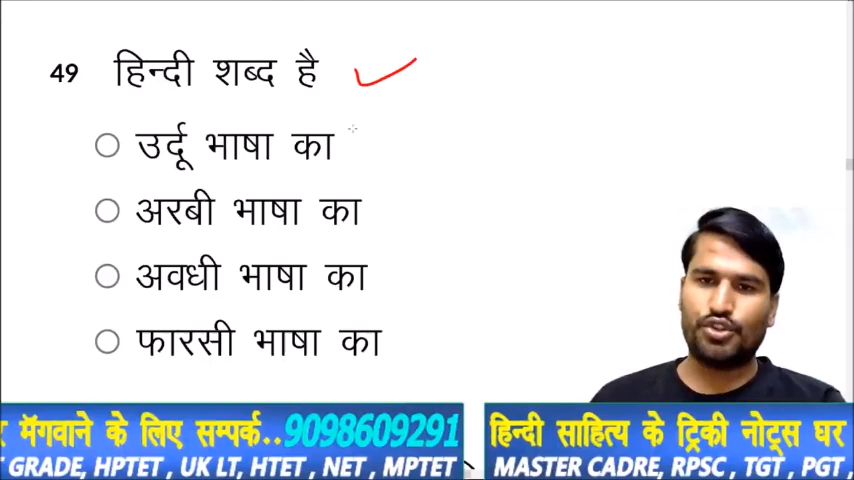 49 हिन्दी शब्द है
उर्दू भाषा का
अरबी भाषा का
अवधी भाषा का
फारसी भाषा का
मॅगवाने के लिए सम्पर्क..9098609291
हिन्दी साहित्य के ट्रिकी नोट्स घर
GRADE, HPTET , UK LT, HTET , NET , MPTET
MASTER CADRE, RPSC , TGT , PGT ,